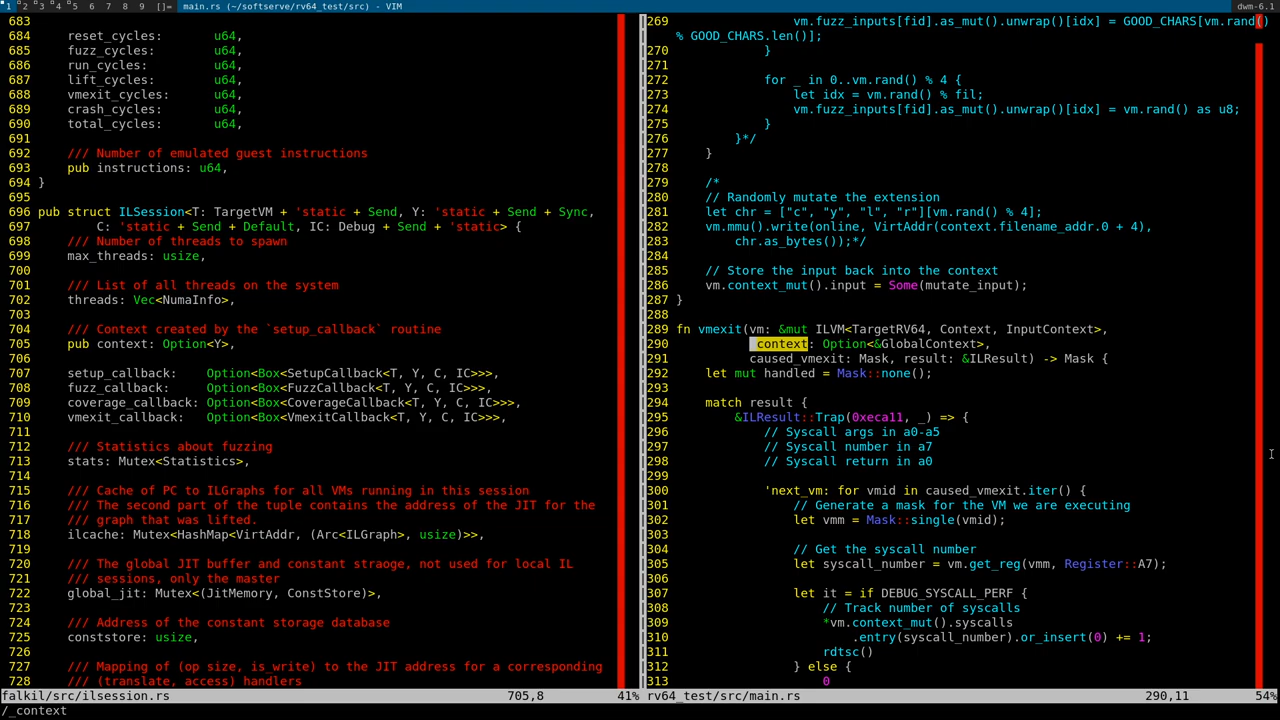 1 2 3 4 5 6 7 8 9 []= main.rs (~/softserve/rv64_test/src) - VIM dwm-6.1
683
684     reset_cycles:       u64,
685     fuzz_cycles:        u64,
686     run_cycles:         u64,
687     lift_cycles:        u64,
688     vmexit_cycles:      u64,
689     crash_cycles:       u64,
690     total_cycles:       u64,
691
692     /// Number of emulated guest instructions
693     pub instructions: u64,
694 }
695
696 pub struct ILSession<T: TargetVM + 'static + Send, Y: 'static + Send + Sync,
697         C: 'static + Send + Default, IC: Debug + Send + 'static> {
698     /// Number of threads to spawn
699     max_threads: usize,
700
701     /// List of all threads on the system
702     threads: Vec<NumaInfo>,
703
704     /// Context created by the `setup_callback` routine
705     pub context: Option<Y>,
706
707     setup_callback:    Option<Box<SetupCallback<T, Y, C, IC>>>,
708     fuzz_callback:     Option<Box<FuzzCallback<T, Y, C, IC>>>,
709     coverage_callback: Option<Box<CoverageCallback<T, Y, C, IC>>>,
710     vmexit_callback:   Option<Box<VmexitCallback<T, Y, C, IC>>>,
711
712     /// Statistics about fuzzing
713     stats: Mutex<Statistics>,
714
715     /// Cache of PC to ILGraphs for all VMs running in this session
716     /// The second part of the tuple contains the address of the JIT for the
717     /// graph that was lifted.
718     ilcache: Mutex<HashMap<VirtAddr, (Arc<ILGraph>, usize)>>,
719
720     /// The global JIT buffer and constant straoge, not used for local IL
721     /// sessions, only the master
722     global_jit: Mutex<(JitMemory, ConstStore)>,
723
724     /// Address of the constant storage database
725     conststore: usize,
726
727     /// Mapping of (op size, is_write) to the JIT address for a corresponding
728     /// (translate, access) handlers
falkil/src/ilsession.rs 705,8 41%
269                 vm.fuzz_inputs[fid].as_mut().unwrap()[idx] = GOOD_CHARS[vm.rand()
% GOOD_CHARS.len()];
270             }
271
272             for _ in 0..vm.rand() % 4 {
273                 let idx = vm.rand() % fil;
274                 vm.fuzz_inputs[fid].as_mut().unwrap()[idx] = vm.rand() as u8;
275             }
276         }*/
277     }
278
279     /*
280     // Randomly mutate the extension
281     let chr = ["c", "y", "l", "r"][vm.rand() % 4];
282     vm.mmu().write(online, VirtAddr(context.filename_addr.0 + 4),
283         chr.as_bytes());*/
284
285     // Store the input back into the context
286     vm.context_mut().input = Some(mutate_input);
287 }
288
289 fn vmexit(vm: &mut ILVM<TargetRV64, Context, InputContext>,
290           _context: Option<&GlobalContext>,
291           caused_vmexit: Mask, result: &ILResult) -> Mask {
292     let mut handled = Mask::none();
293
294     match result {
295         &ILResult::Trap(0xeca11, _) => {
296             // Syscall args in a0-a5
297             // Syscall number in a7
298             // Syscall return in a0
299
300             'next_vm: for vmid in caused_vmexit.iter() {
301                 // Generate a mask for the VM we are executing
302                 let vmm = Mask::single(vmid);
303
304                 // Get the syscall number
305                 let syscall_number = vm.get_reg(vmm, Register::A7);
306
307                 let it = if DEBUG_SYSCALL_PERF {
308                     // Track number of syscalls
309                     *vm.context_mut().syscalls
310                         .entry(syscall_number).or_insert(0) += 1;
311                     rdtsc()
312                 } else {
313                     0
rv64_test/src/main.rs 290,11 54%
/_context